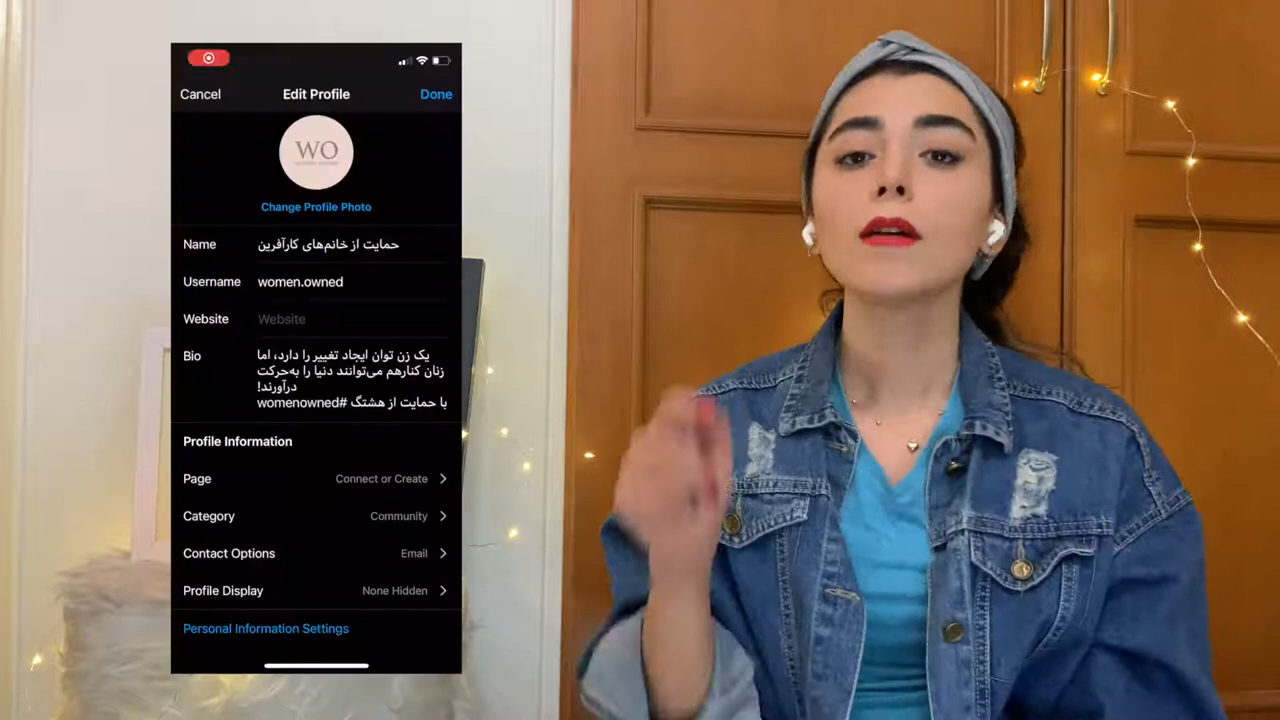 Cancel
Edit Profile
Done
WO
Change Profile Photo
Name
حمایت از خانم‌های کارآفرین
Username
women.owned
Website
Website
Bio
یک زن توان ایجاد تغییر را دارد، اما
زنان کنارهم می‌توانند دنیا را به‌حرکت
درآورند!
با حمایت از هشتگ #womenowned
Profile Information
Page
Connect or Create
Category
Community
Contact Options
Email
Profile Display
None Hidden
Personal Information Settings